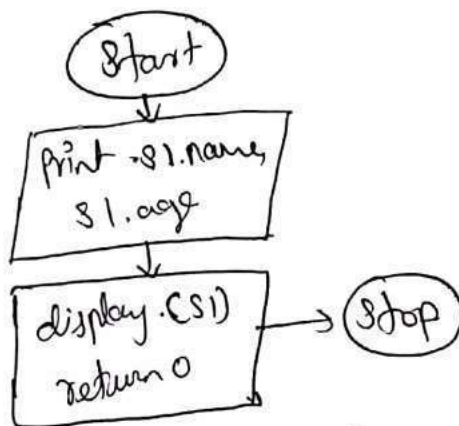 Start
print .S1.name,
S1.age
display.(S1)
return 0
Stop